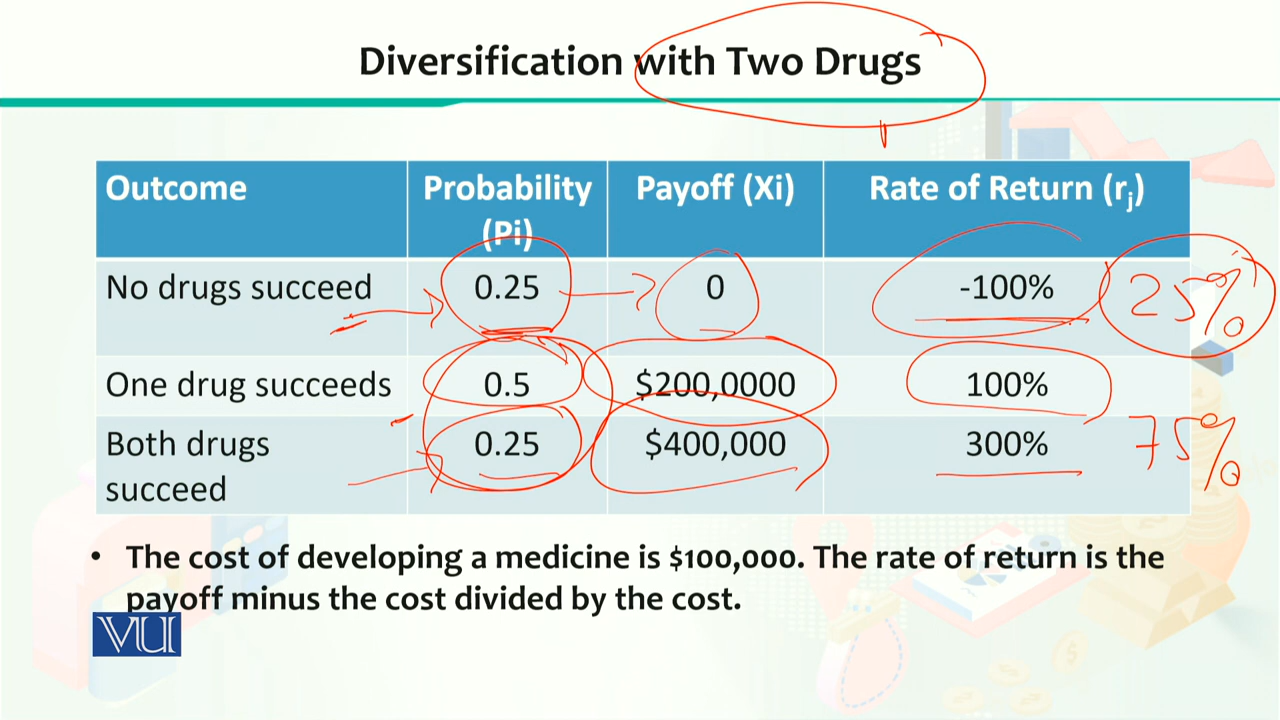 Diversification with Two Drugs
Outcome Probability (Pi) Payoff (Xi) Rate of Return (rj)
No drugs succeed 0.25 0 -100% 25%
One drug succeeds 0.5 $200,0000 100%
Both drugs succeed 0.25 $400,000 300% 75%
• The cost of developing a medicine is $100,000. The rate of return is the
payoff minus the cost divided by the cost.
VU